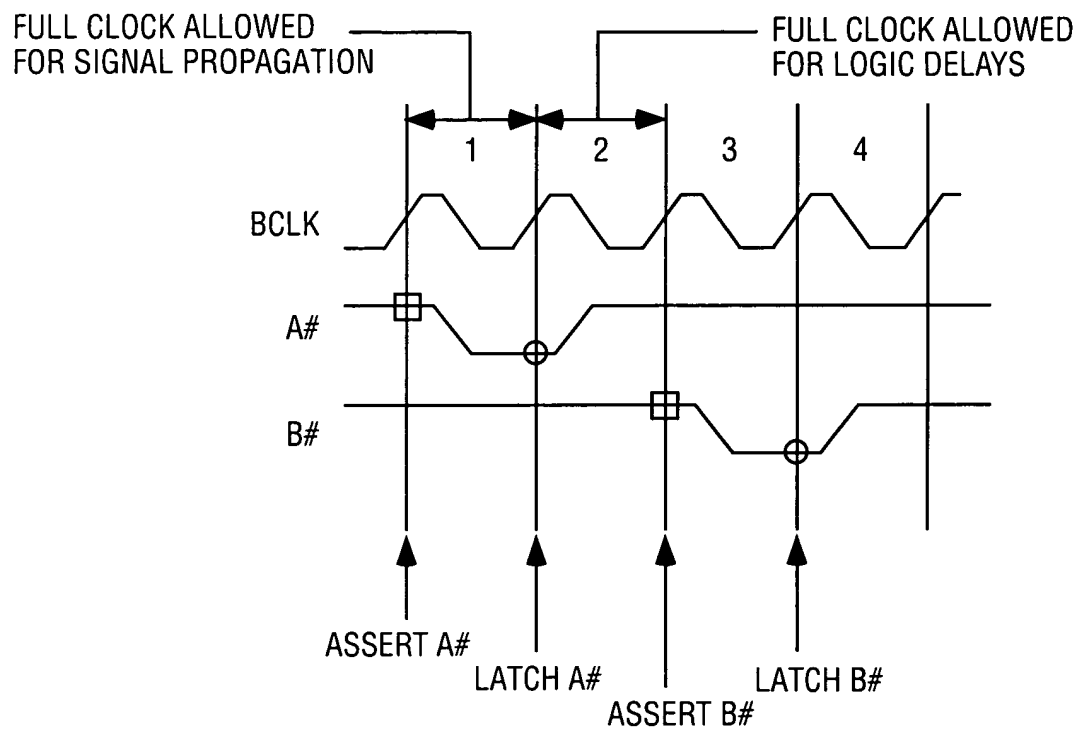 FULL CLOCK ALLOWED
FOR SIGNAL PROPAGATION
FULL CLOCK ALLOWED
FOR LOGIC DELAYS
1
2
3
4
BCLK
A#
B#
ASSERT A#
LATCH A#
ASSERT B#
LATCH B#